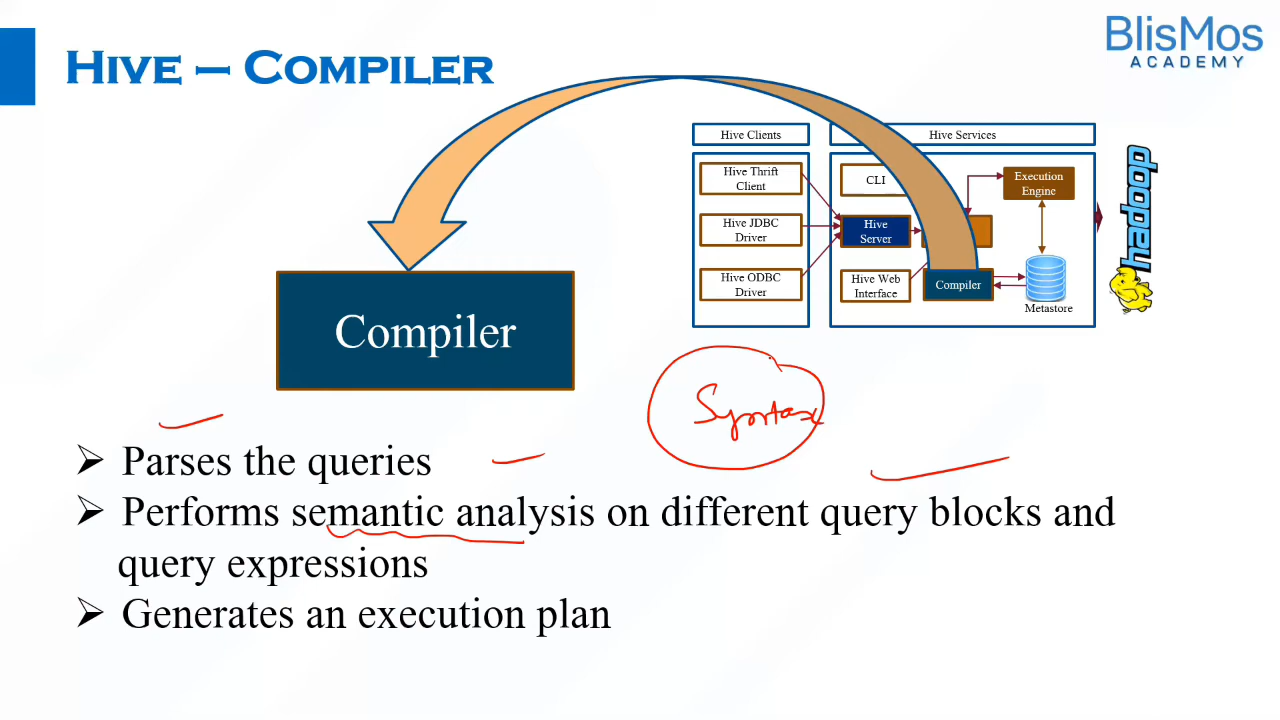 HIVE – COMPILER
BlisMos
ACADEMY
Hive Clients
Hive Services
Hive Thrift
Client
CLI
Execution
Engine
Hive JDBC
Driver
Hive
Server
Hive ODBC
Driver
Hive Web
Interface
Compiler
Metastore
hadoop
Compiler
Syntax
➢ Parses the queries
➢ Performs semantic analysis on different query blocks and
query expressions
➢ Generates an execution plan